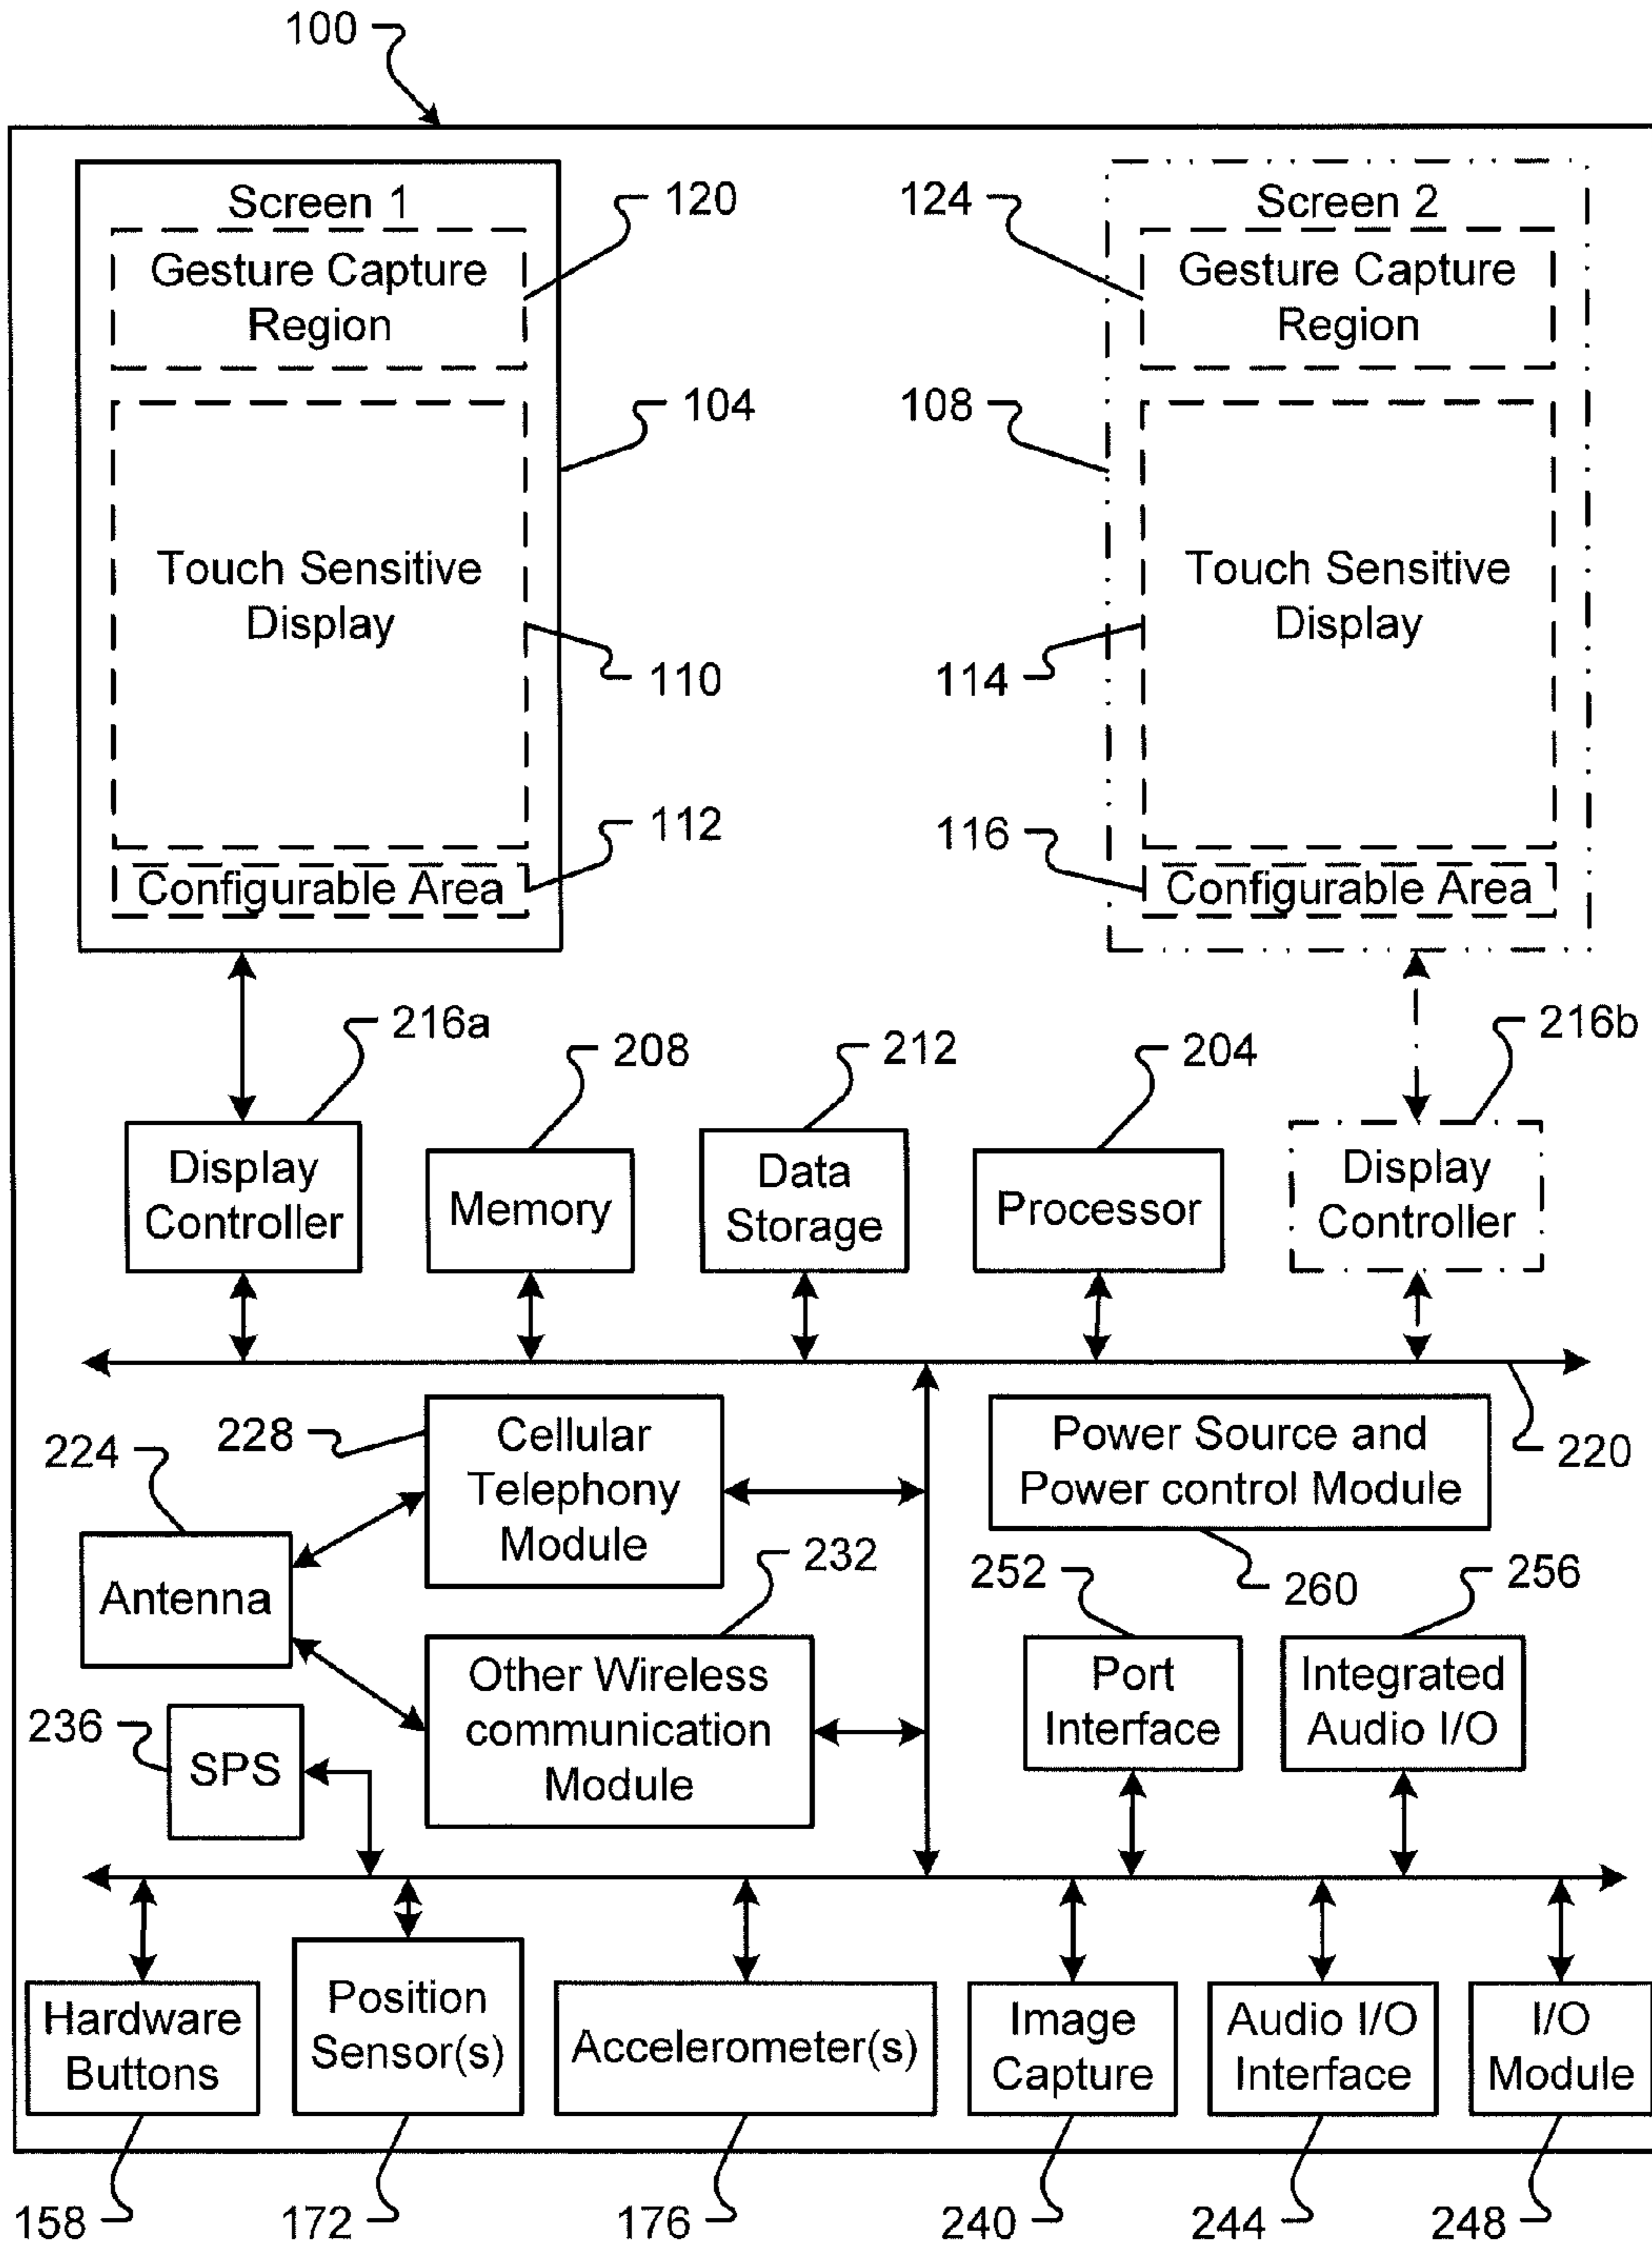 100
Screen 1
Gesture Capture
Region
120
Touch Sensitive
Display
104
110
112
Configurable Area
124
Screen 2
Gesture Capture
Region
108
Touch Sensitive
Display
114
116
Configurable Area
216a
208
212
204
216b
Display
Controller
Memory
Data
Storage
Processor
Display
Controller
228
Cellular
Telephony
Module
Power Source and
Power control Module
220
224
Antenna
232
252
260
256
Other Wireless
communication
Module
Port
Interface
Integrated
Audio I/O
236
SPS
Hardware
Buttons
Position
Sensor(s)
Accelerometer(s)
Image
Capture
Audio I/O
Interface
I/O
Module
158
172
176
240
244
248